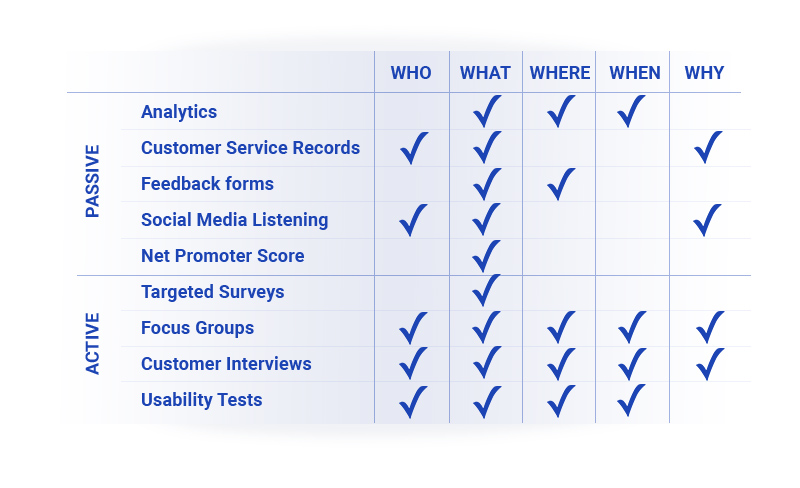 WHO WHAT WHERE WHEN WHY
PASSIVE
Analytics
Customer Service Records
Feedback forms
Social Media Listening
Net Promoter Score
ACTIVE
Targeted Surveys
Focus Groups
Customer Interviews
Usability Tests